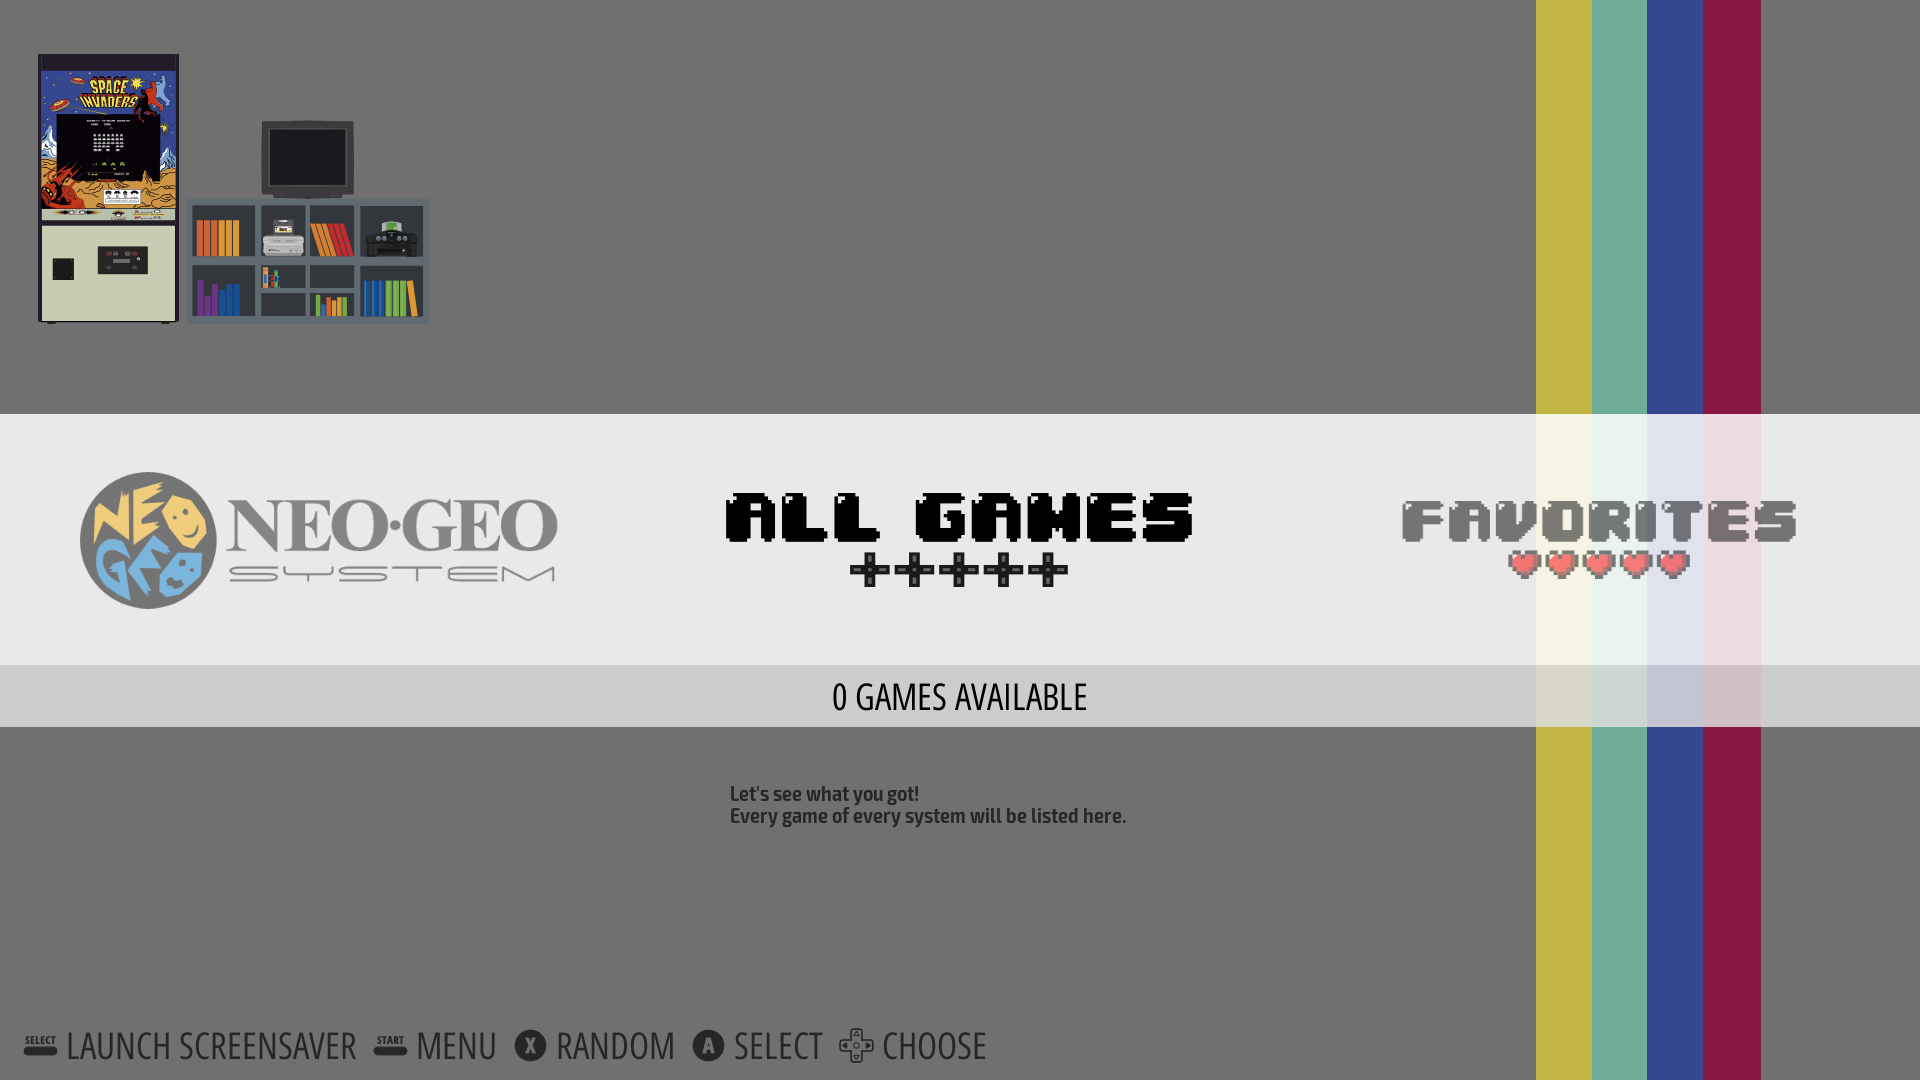 SPACE
INVADERS
NEO
GEO
NEO·GEO
SYSTEM
ALL GAMES
FAVORITES
0 GAMES AVAILABLE
Let's see what you got!
Every game of every system will be listed here.
SELECT LAUNCH SCREENSAVER START MENU X RANDOM A SELECT CHOOSE